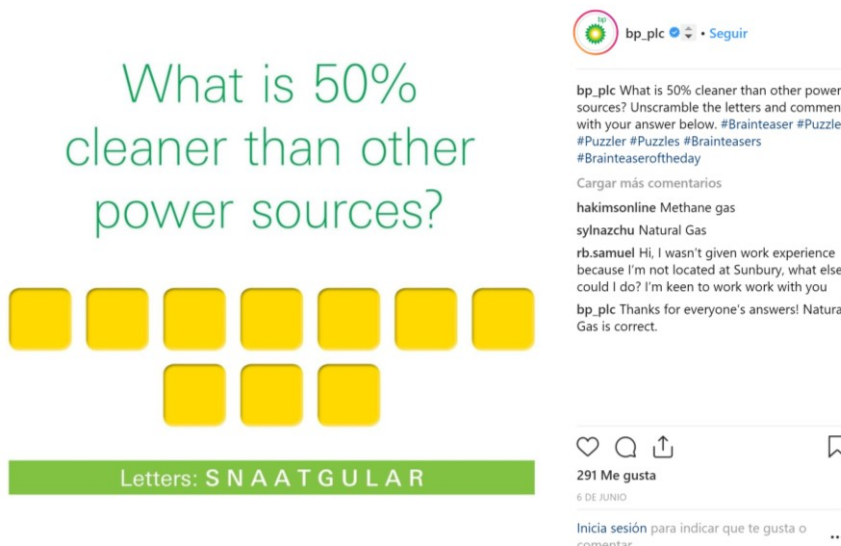 What is 50%
cleaner than other
power sources?
Letters: SNAATGULAR
bp
bp_plc • Seguir
bp_plc What is 50% cleaner than other power
sources? Unscramble the letters and commen
with your answer below. #Brainteaser #Puzzle
#Puzzler #Puzzles #Brainteasers
#Brainteaseroftheday
Cargar más comentarios
hakimsonline Methane gas
sylnazchu Natural Gas
rb.samuel Hi, I wasn't given work experience
because I'm not located at Sunbury, what else
could I do? I'm keen to work work with you
bp_plc Thanks for everyone's answers! Natura
Gas is correct.
291 Me gusta
6 DE JUNIO
Inicia sesión para indicar que te gusta o
comentar